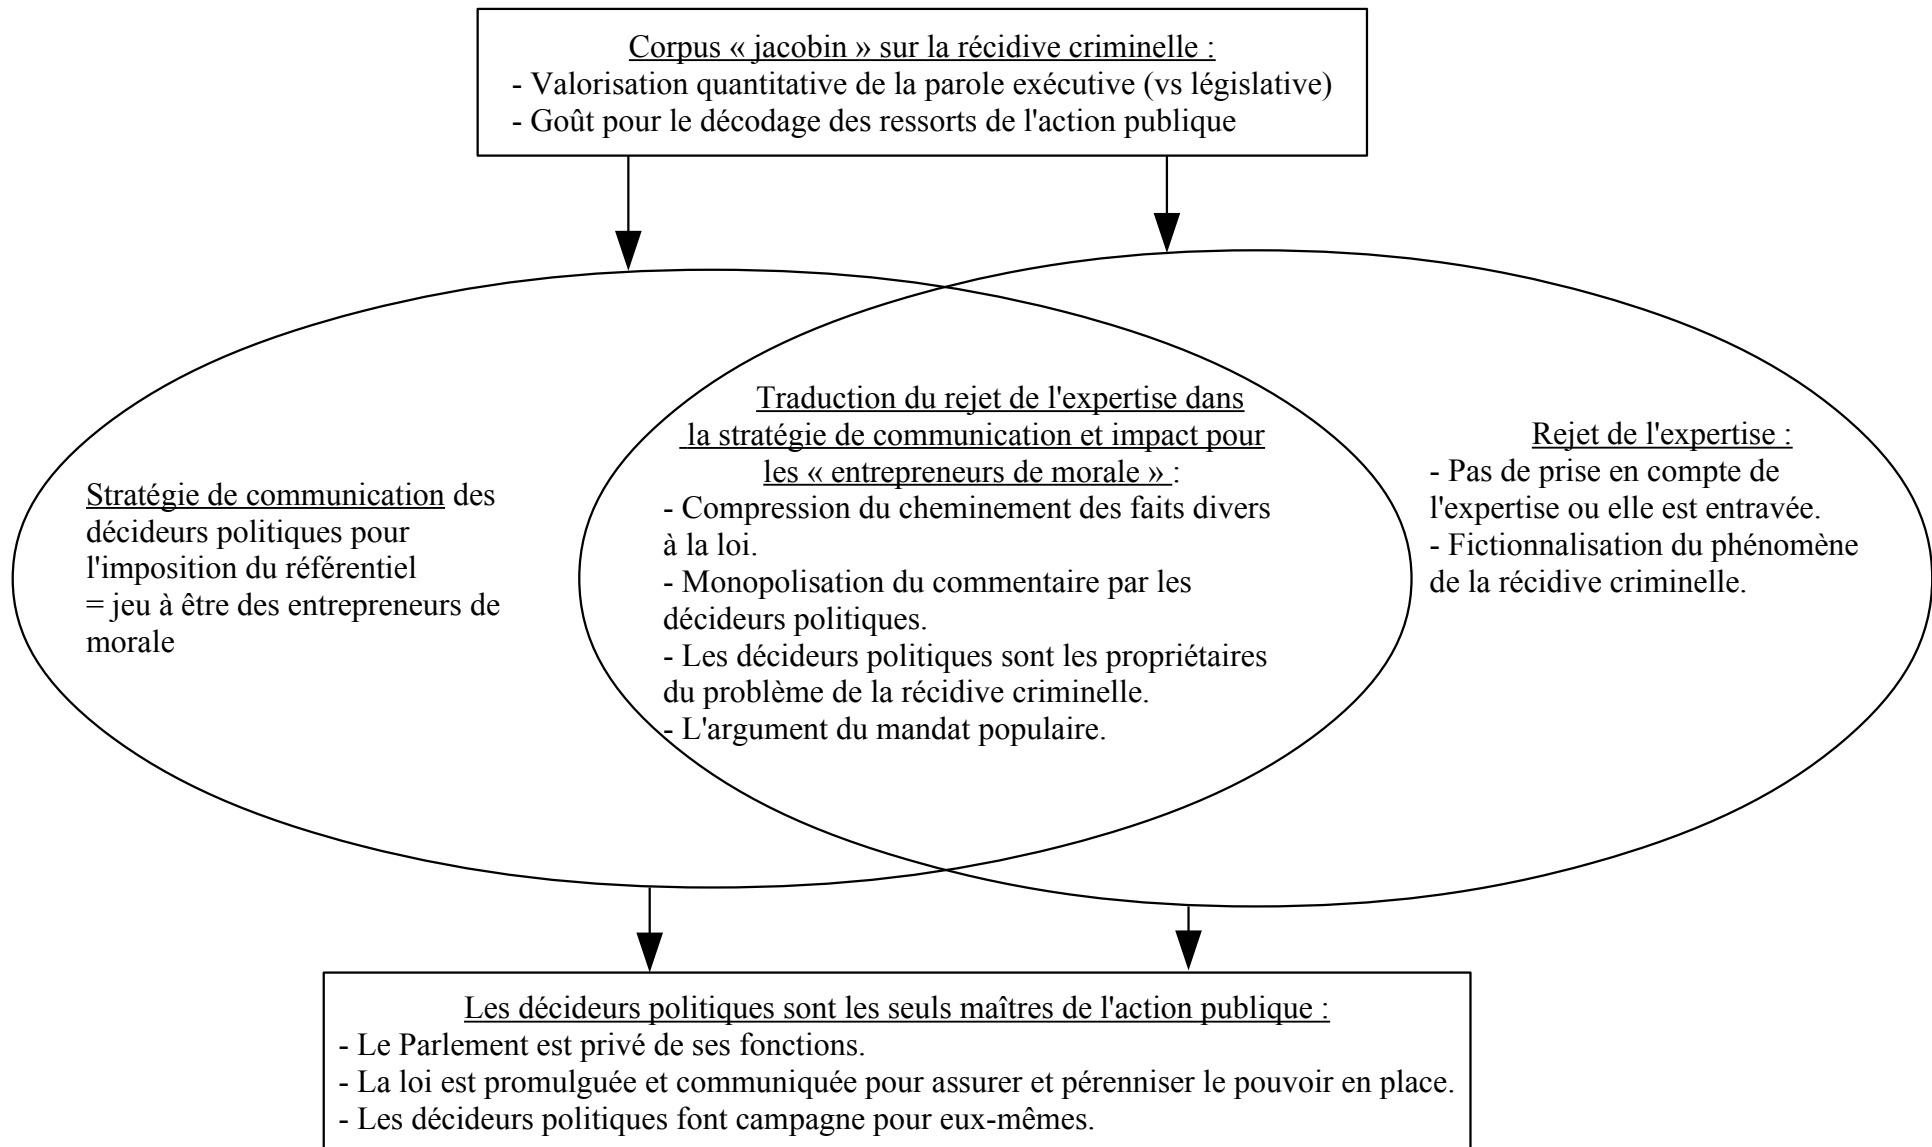 Corpus « jacobin » sur la récidive criminelle :
- Valorisation quantitative de la parole exécutive (vs législative)
- Goût pour le décodage des ressorts de l'action publique
Stratégie de communication des
décideurs politiques pour
l'imposition du référentiel
= jeu à être des entrepreneurs de
morale
Traduction du rejet de l'expertise dans
la stratégie de communication et impact pour
les « entrepreneurs de morale » :
- Compression du cheminement des faits divers
à la loi.
- Monopolisation du commentaire par les
décideurs politiques.
- Les décideurs politiques sont les propriétaires
du problème de la récidive criminelle.
- L'argument du mandat populaire.
Rejet de l'expertise :
- Pas de prise en compte de
l'expertise ou elle est entravée.
- Fictionnalisation du phénomène
de la récidive criminelle.
Les décideurs politiques sont les seuls maîtres de l'action publique :
- Le Parlement est privé de ses fonctions.
- La loi est promulguée et communiquée pour assurer et pérenniser le pouvoir en place.
- Les décideurs politiques font campagne pour eux-mêmes.